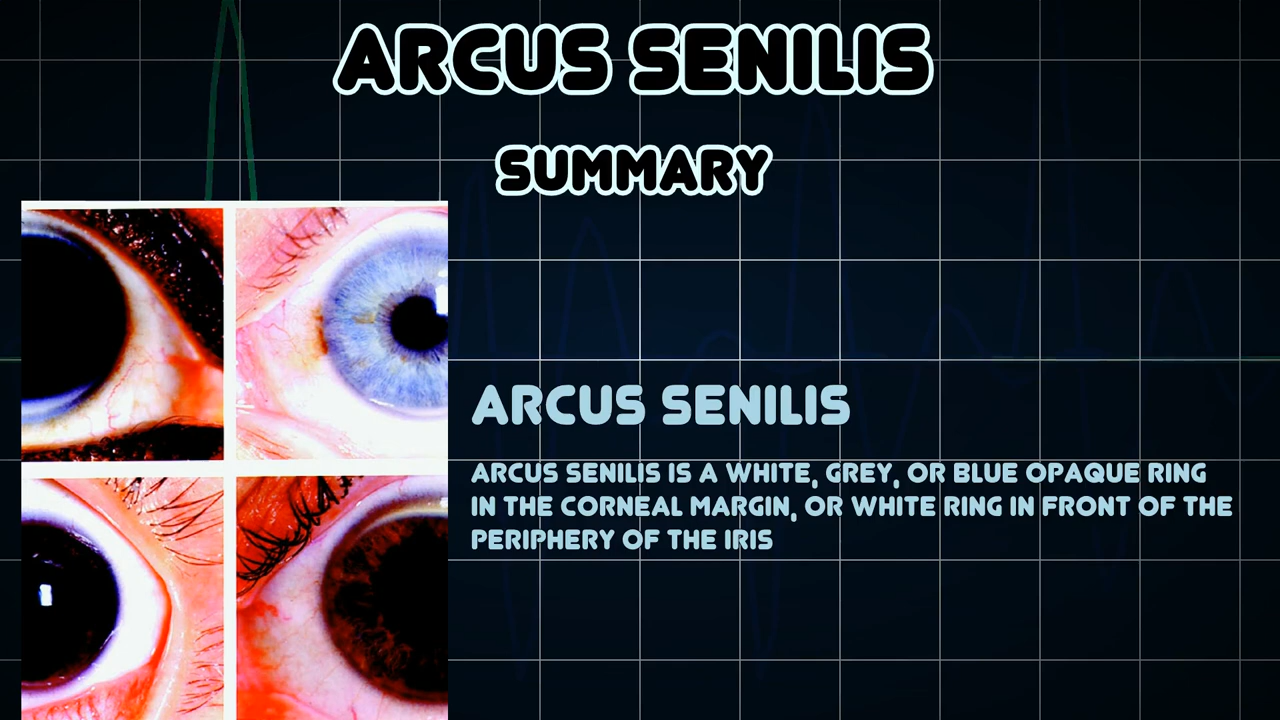 ARCUS SENILIS
SUMMARY
ARCUS SENILIS
ARCUS SENILIS IS A WHITE, GREY, OR BLUE OPAQUE RING
IN THE CORNEAL MARGIN, OR WHITE RING IN FRONT OF THE
PERIPHERY OF THE IRIS